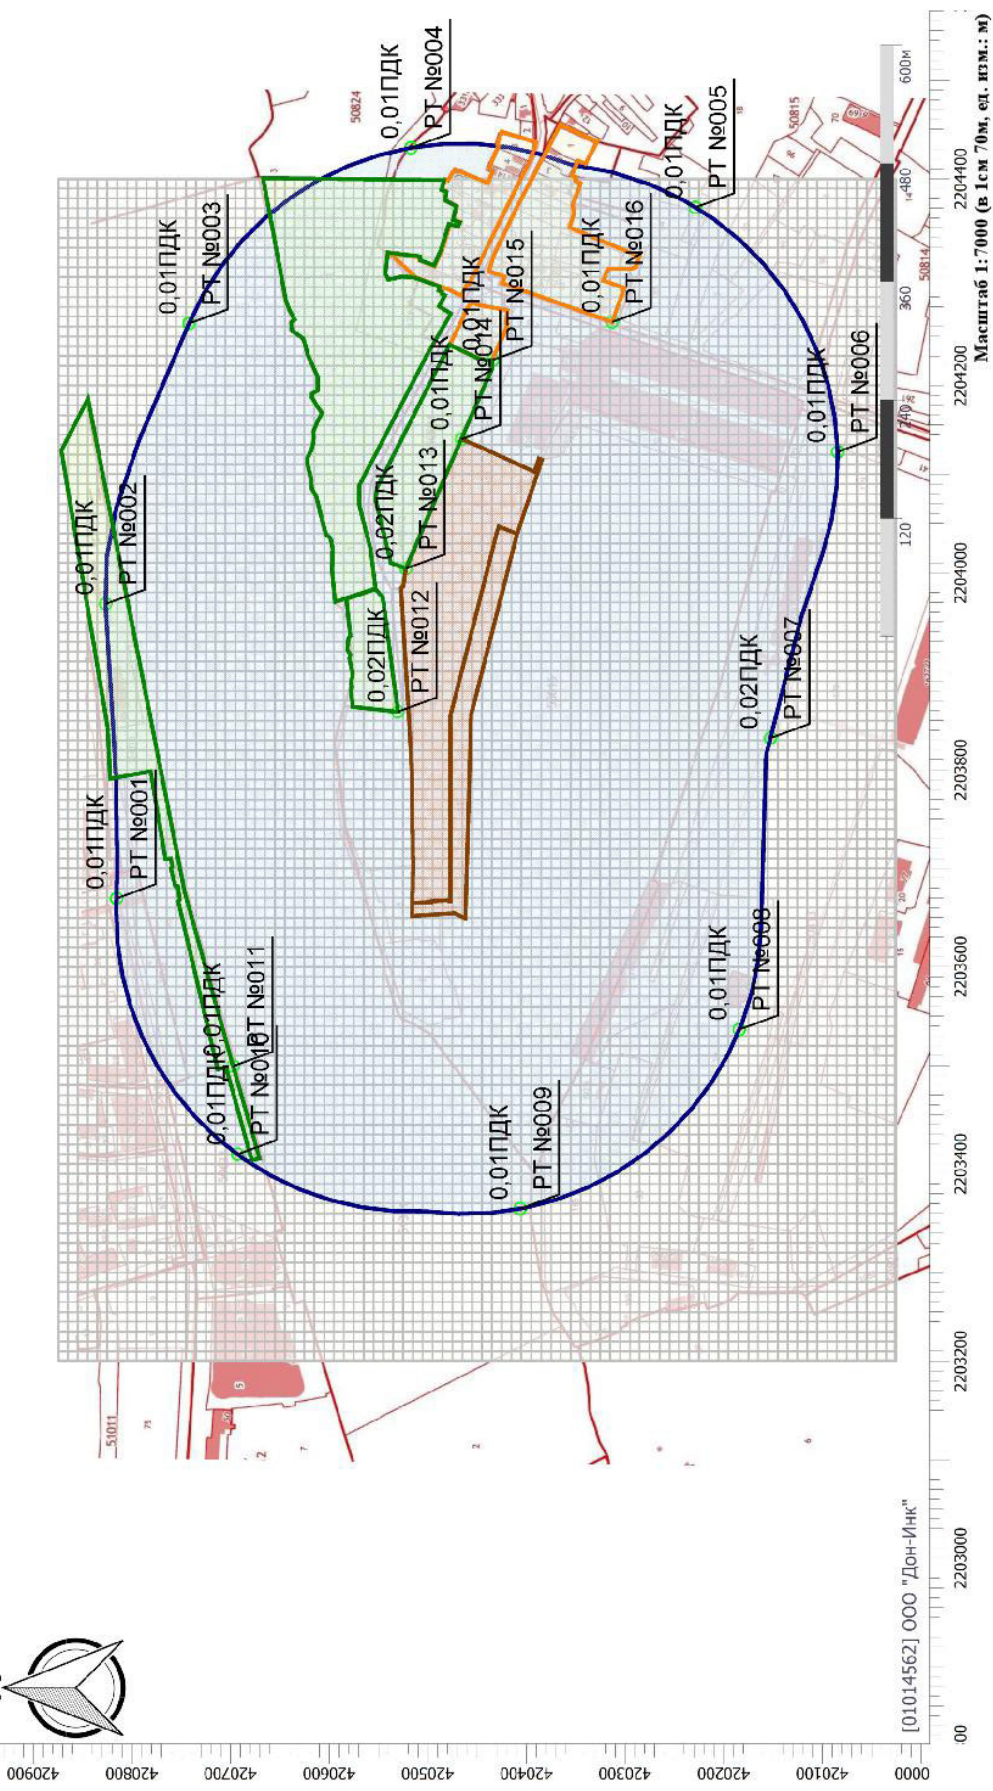 0,01ПДК
РТ №001
0,01ПДК
РТ №002
0,01ПДК
РТ №003
0,01ПДК
РТ №004
0,01ПДК
РТ №005
0,01ПДК
РТ №006
0,02ПДК
РТ №007
0,01ПДК
РТ №008
0,01ПДК
РТ №009
0,01ПДК
РТ №010
0,01ПДК
РТ №011
0,02ПДК
РТ №012
0,02ПДК
РТ №013
0,01ПДК
РТ №014
0,01ПДК
РТ №015
0,01ПДК
РТ №016
51011
50824
50815
50814
420900
420800
420700
420600
420500
420400
420300
420200
420100
[01014562] ООО "Дон-Инк"
120
240
360
480
600м
2203000
2203200
2203400
2203600
2203800
2204000
2204200
2204400
Масштаб 1:7000 (в 1см 70м, ед. изм.: м)